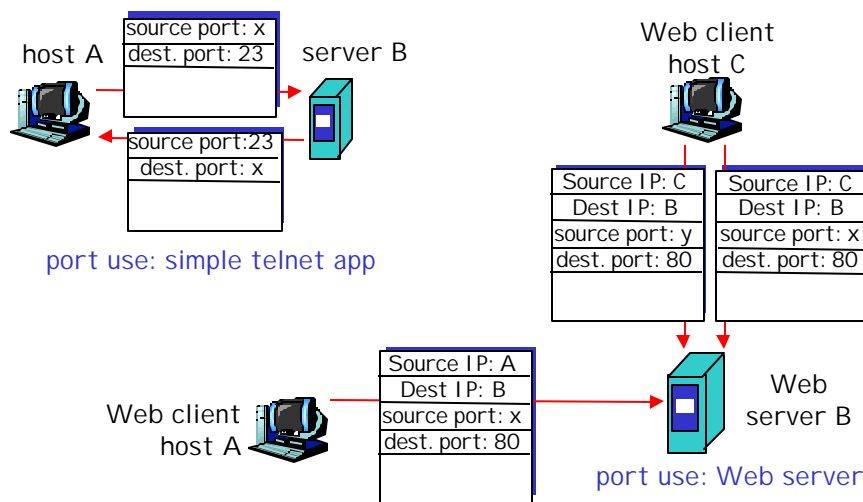 host A
source port: x
dest. port: 23
server B
source port:23
dest. port: x
port use: simple telnet app
Web client
host C
Source IP: C
Dest IP: B
source port: y
dest. port: 80
Source IP: C
Dest IP: B
source port: x
dest. port: 80
Web client
host A
Source IP: A
Dest IP: B
source port: x
dest. port: 80
Web
server B
port use: Web server